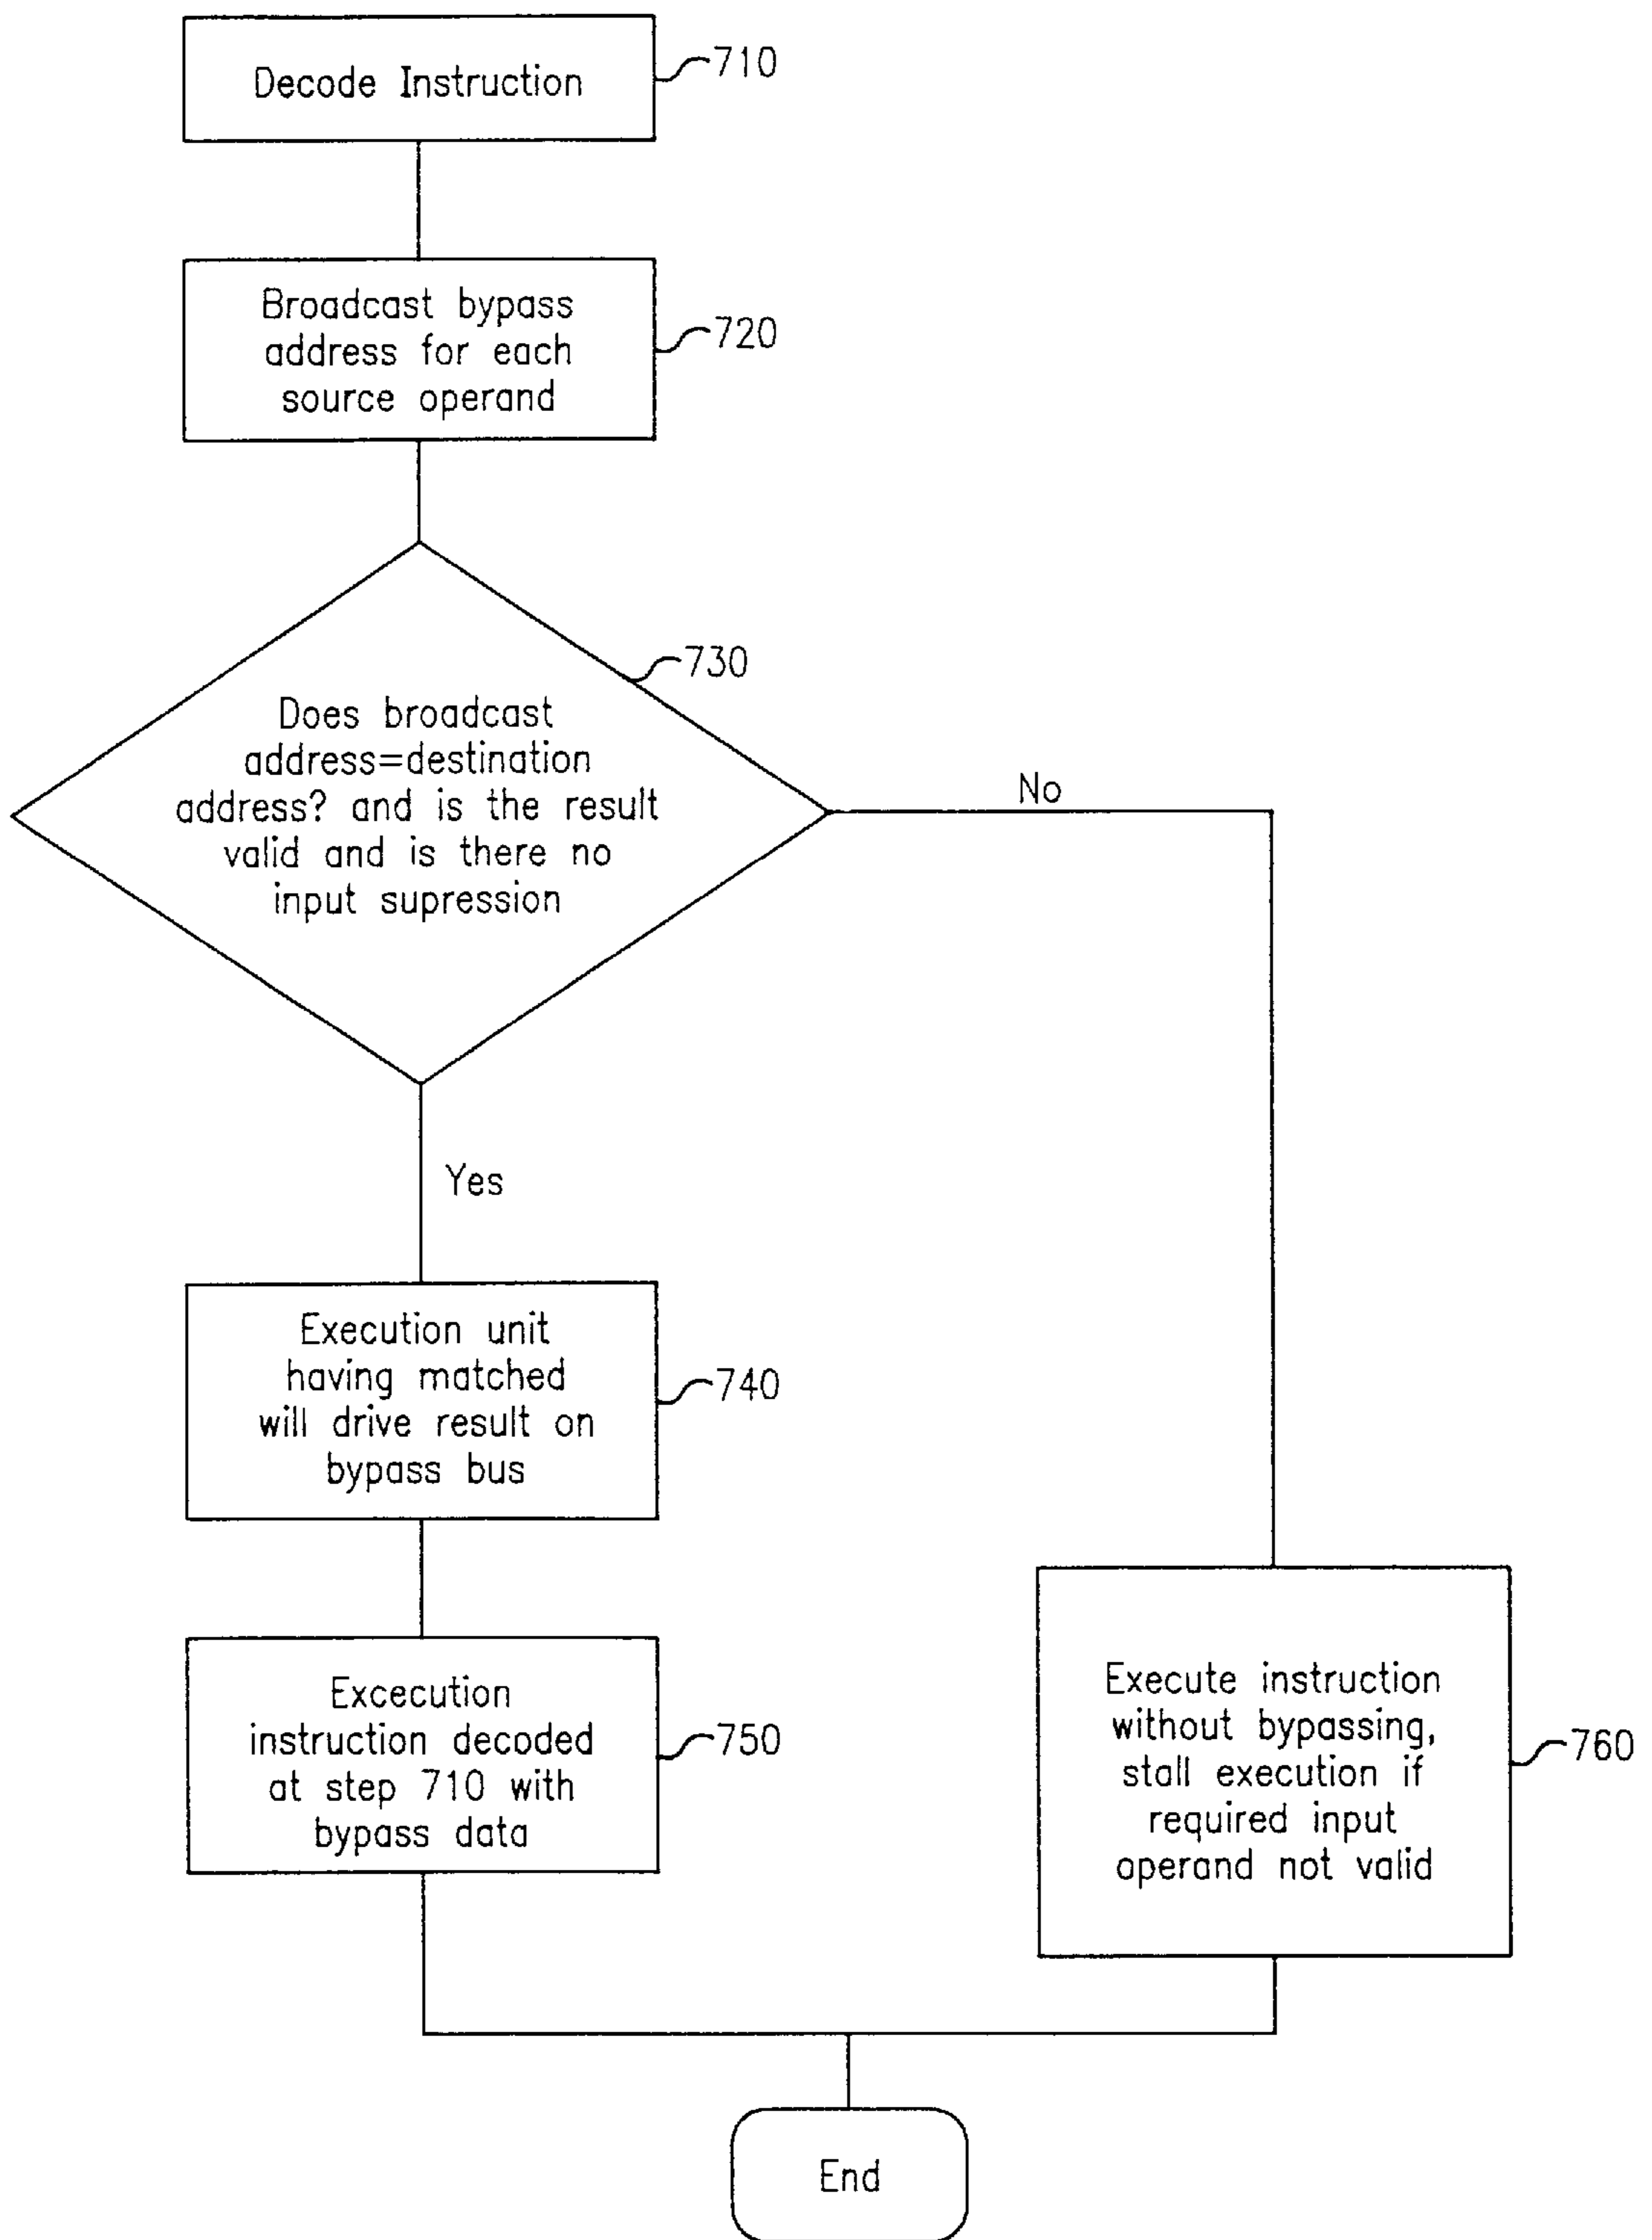 Decode Instruction
710
Broadcast bypass
address for each
source operand
720
730
Does broadcast
address=destination
address? and is the result
valid and is there no
input supression
No
Yes
Execution unit
having matched
will drive result on
bypass bus
740
Excecution
instruction decoded
at step 710 with
bypass data
750
Execute instruction
without bypassing,
stall execution if
required input
operand not valid
760
End